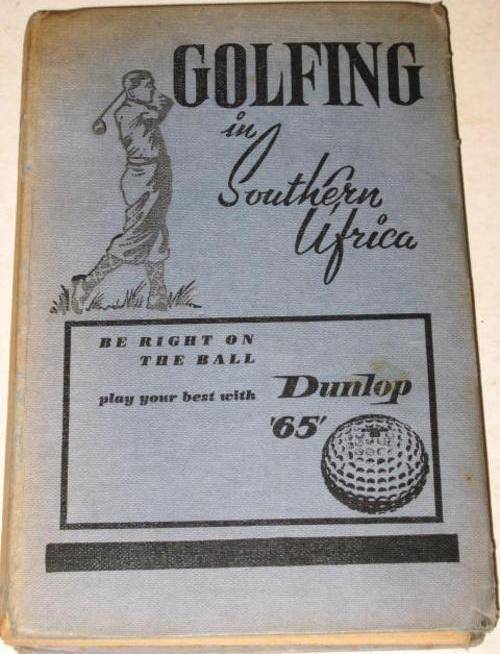 GOLFING
in
Southern
Africa
BE RIGHT ON
THE BALL
play your best with
Dunlop
'65'